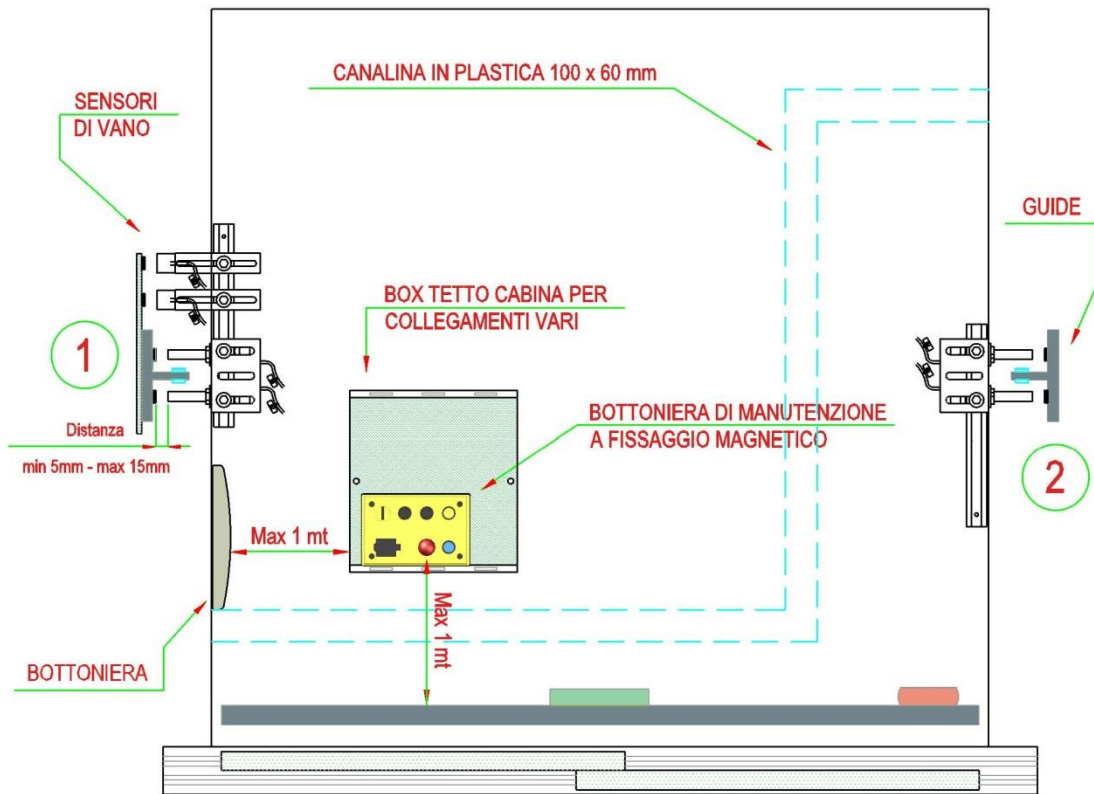 CANALINA IN PLASTICA 100 x 60 mm
SENSORI
DI VANO
GUIDE
BOX TETTO CABINA PER
COLLEGAMENTI VARI
1
BOTTONIERA DI MANUTENZIONE
A FISSAGGIO MAGNETICO
Distanza
min 5mm - max 15mm
2
Max 1 mt
Max 1 mt
BOTTONIERA